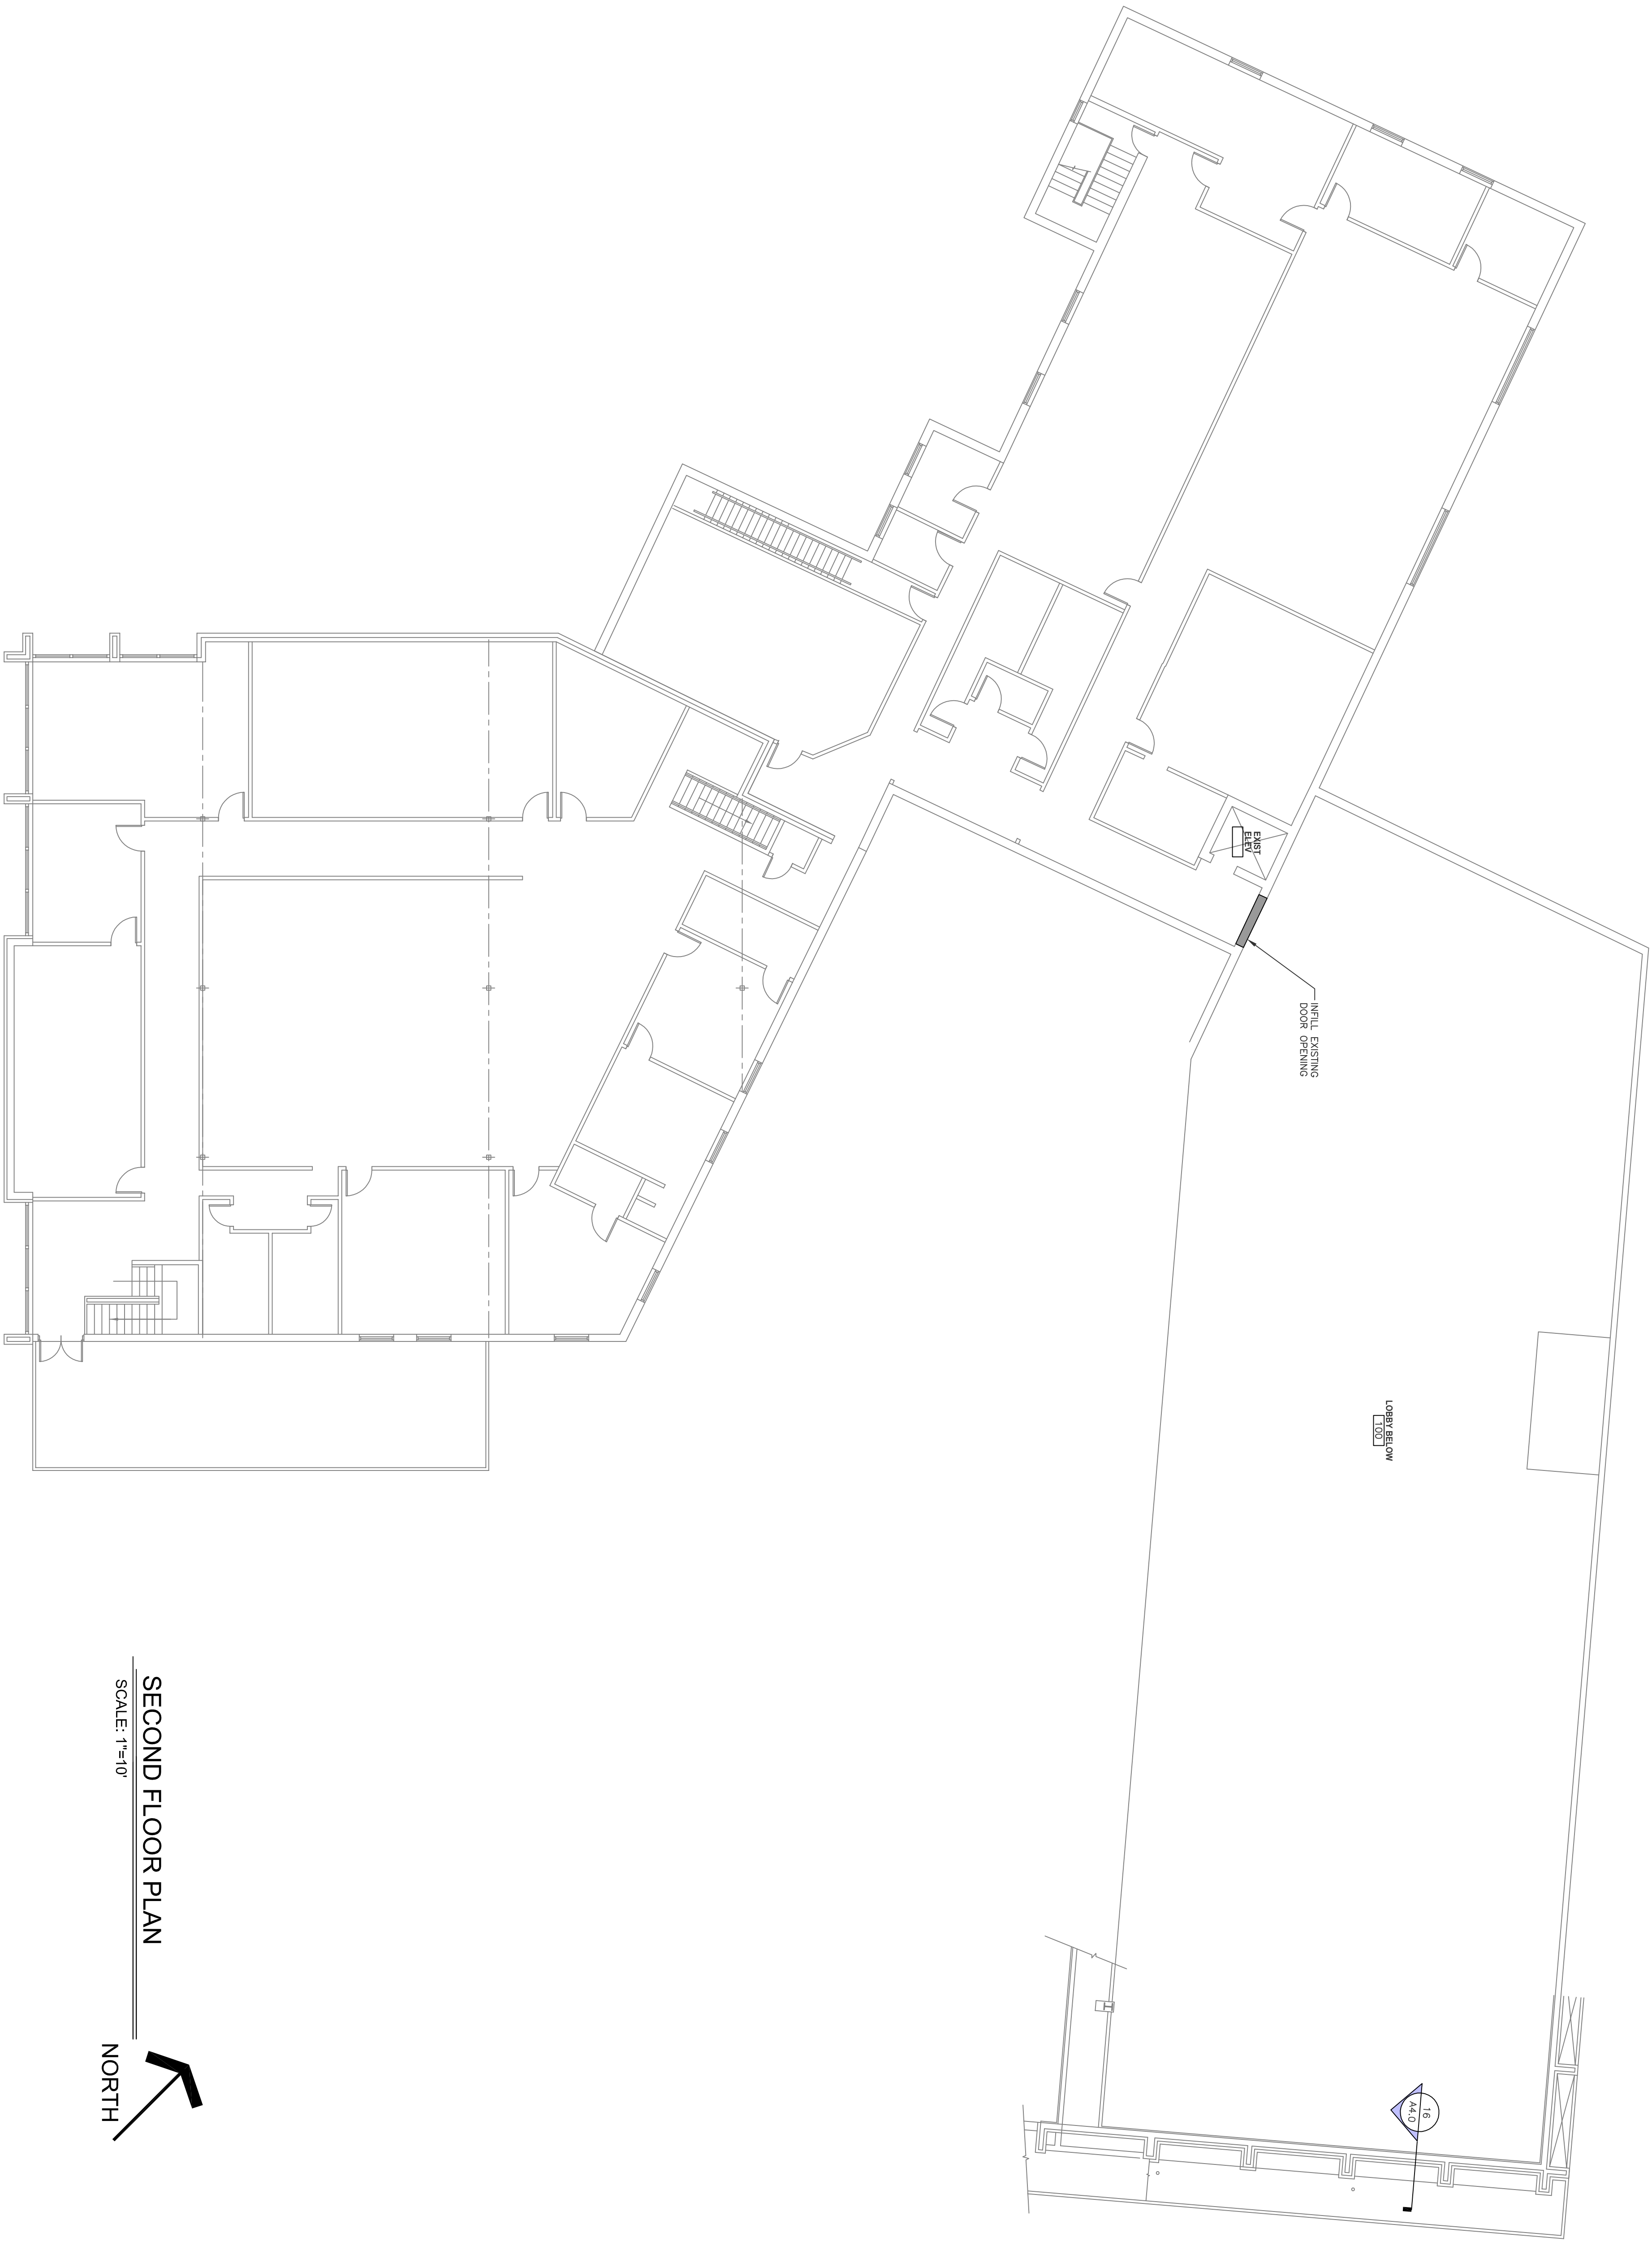 EXIST
ELEV
INFILL EXISTING
DOOR OPENING
LOBBY BELOW
100
SECOND FLOOR PLAN
SCALE: 1"=10'
NORTH
16
A4.0